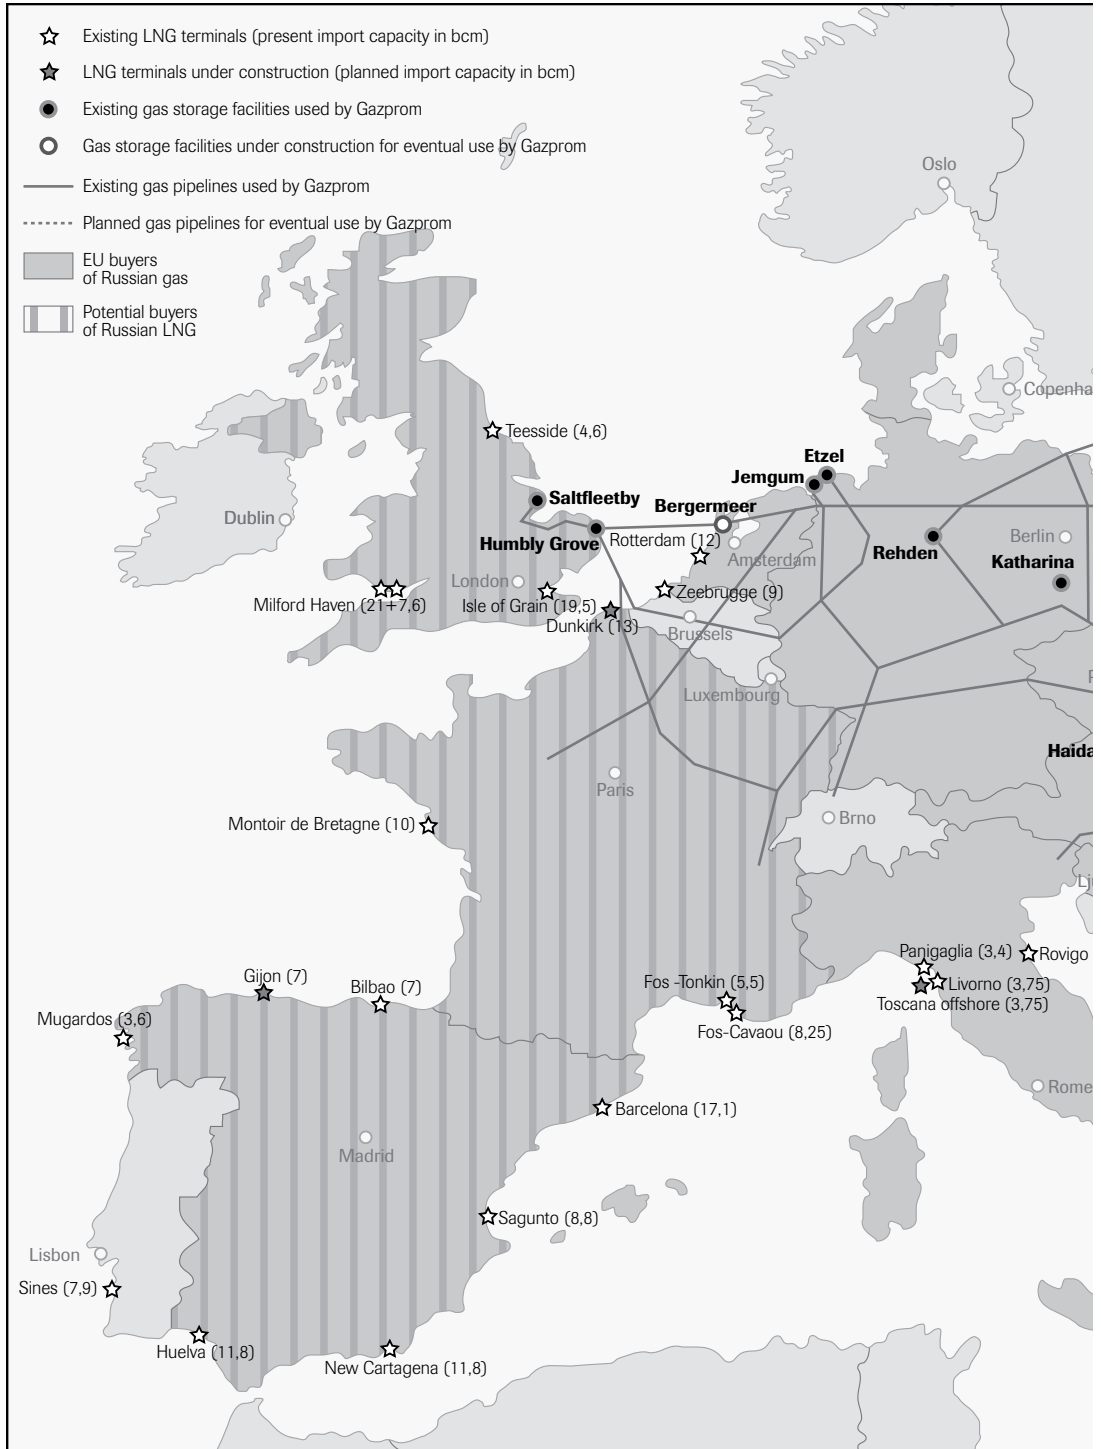 Existing LNG terminals (present import capacity in bcm)
LNG terminals under construction (planned import capacity in bcm)
Existing gas storage facilities used by Gazprom
Gas storage facilities under construction for eventual use by Gazprom
Existing gas pipelines used by Gazprom
Planned gas pipelines for eventual use by Gazprom
EU buyers
of Russian gas
Potential buyers
of Russian LNG
Oslo
Copenha
Teesside (4,6)
Etzel
Jemgum
Saltfleetby
Bergermeer
Dublin
Humbly Grove
Rotterdam (12)
Amsterdam
Rehden
Berlin
Katharina
London
Milford Haven (21+7,6)
Isle of Grain (19,5)
Zeebrugge (9)
Dunkirk (13)
Brussels
Luxembourg
P
Haida
Paris
Brno
Montoir de Bretagne (10)
Lj
Panigaglia (3,4)
Rovigo
Gijon (7)
Bilbao (7)
Fos -Tonkin (5,5)
Livorno (3,75)
Toscana offshore (3,75)
Mugardos (3,6)
Fos-Cavaou (8,25)
Rome
Barcelona (17,1)
Madrid
Sagunto (8,8)
Lisbon
Sines (7,9)
Huelva (11,8)
New Cartagena (11,8)